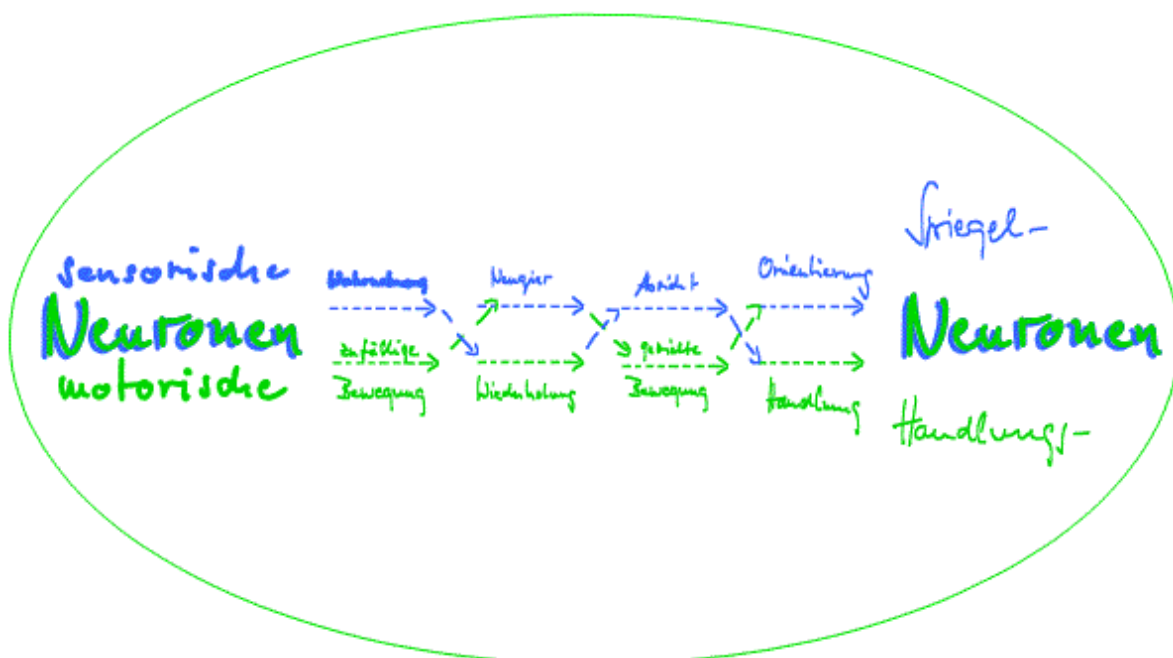 Spiegel-
sensorische
Wahrnehmung Neugier Absicht Orientierung
Neuronen Neuronen
zufällige gezielte
motorische
Bewegung Wiederholung Bewegung Handlung
Handlungs-